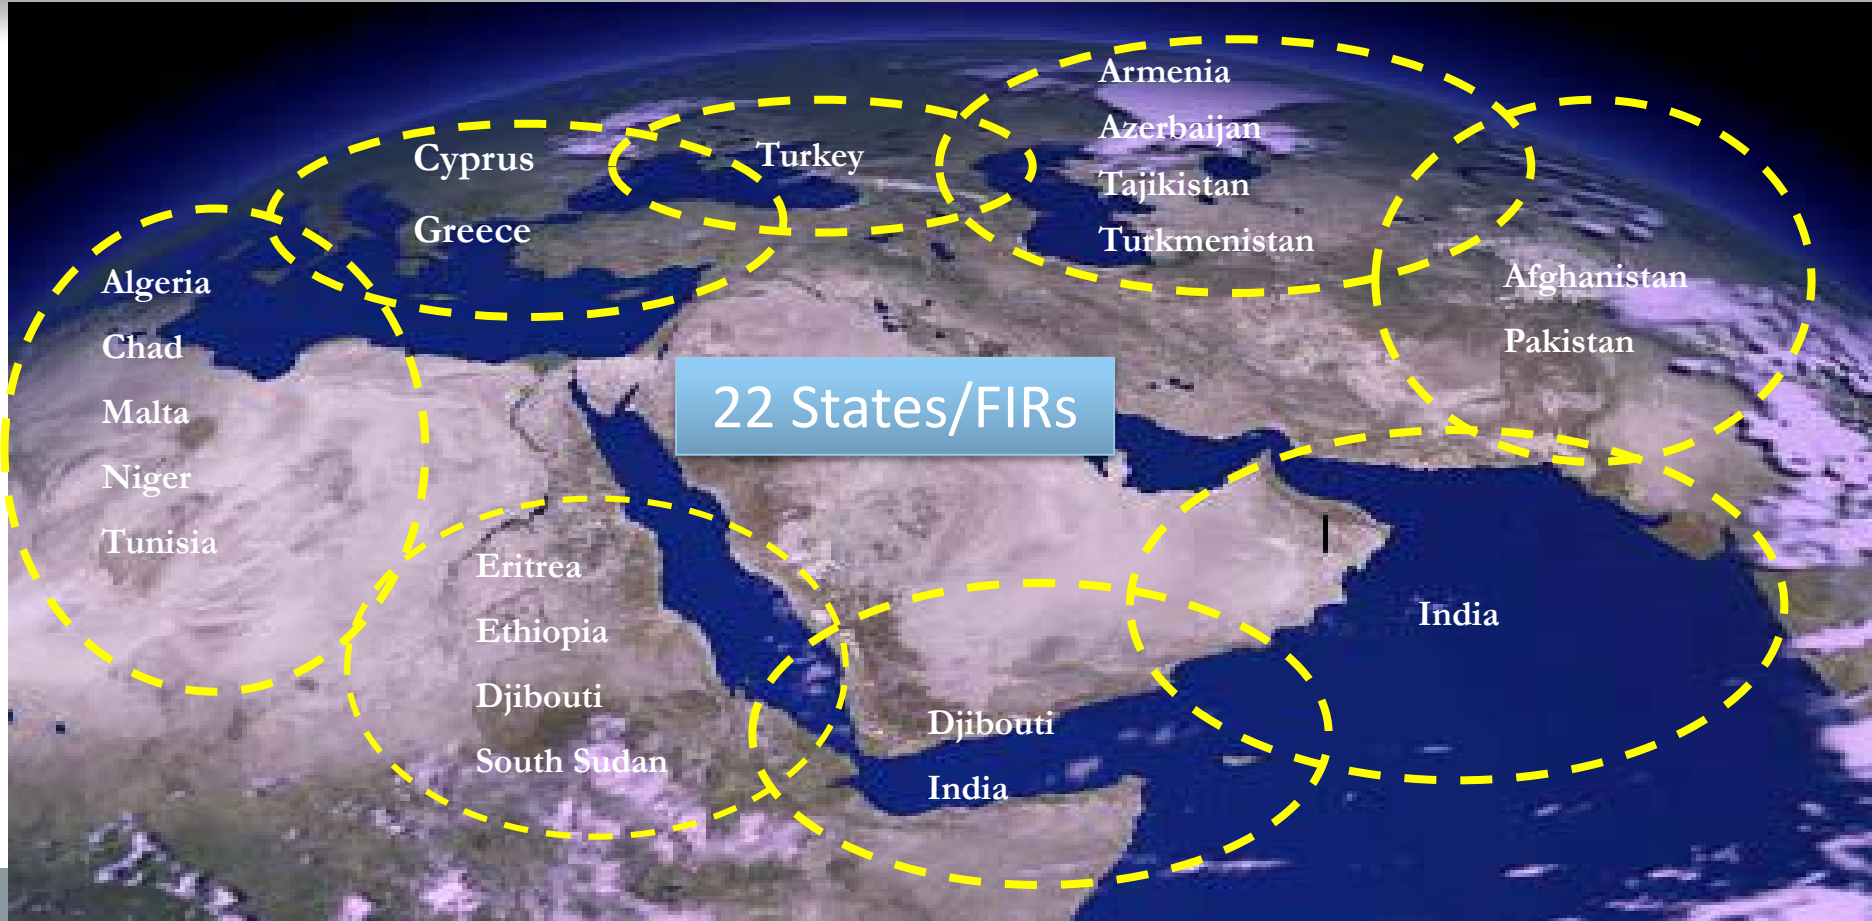 Armenia
Azerbaijan
Tajikistan
Turkmenistan
Cyprus
Greece
Turkey
Afghanistan
Pakistan
Algeria
Chad
Malta
Niger
Tunisia
22 States/FIRs
Eritrea
Ethiopia
Djibouti
South Sudan
Djibouti
India
India